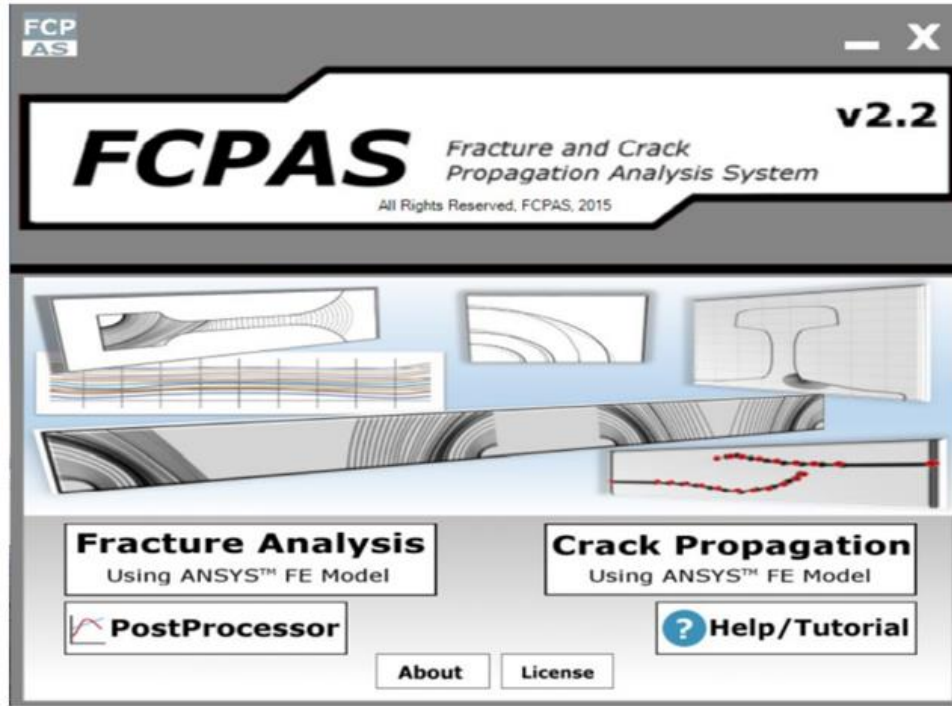 FCP
AS
v2.2
FCPAS
Fracture and Crack
Propagation Analysis System
All Rights Reserved, FCPAS, 2015
Fracture Analysis
Using ANSYS™ FE Model
Crack Propagation
Using ANSYS™ FE Model
PostProcessor
? Help/Tutorial
About
License